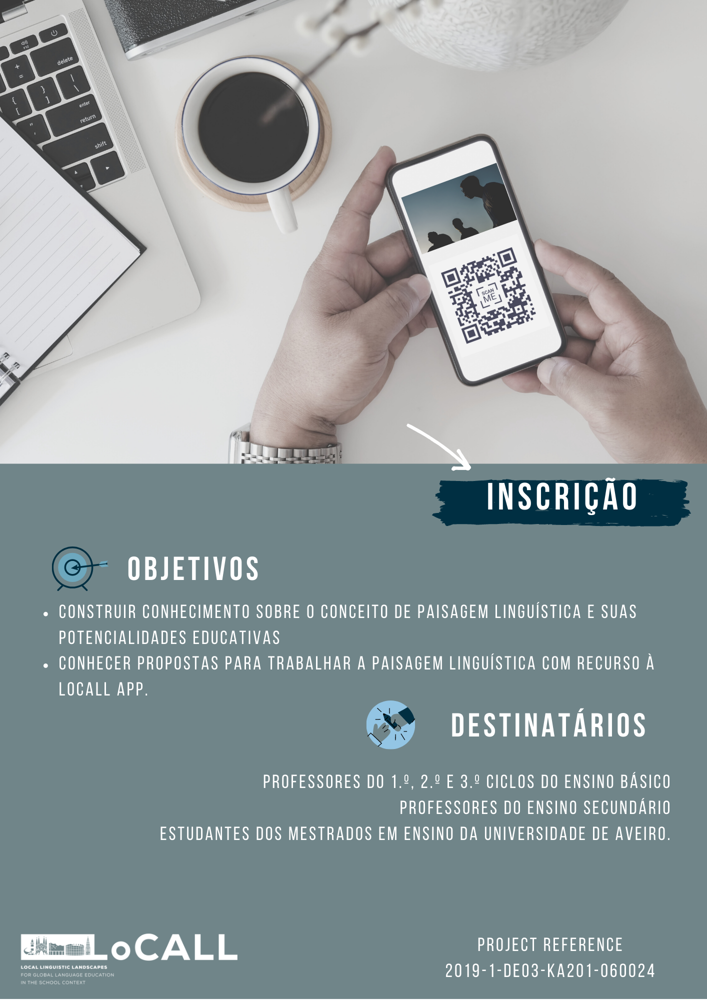 F12
delete
+
=
enter
return
}
]
|
\
{
[
"
,
shift
SCAN
ME
INSCRIÇÃO
OBJETIVOS
• CONSTRUIR CONHECIMENTO SOBRE O CONCEITO DE PAISAGEM LINGUÍSTICA E SUAS
POTENCIALIDADES EDUCATIVAS
• CONHECER PROPOSTAS PARA TRABALHAR A PAISAGEM LINGUÍSTICA COM RECURSO À
LOCALL APP.
DESTINATÁRIOS
PROFESSORES DO 1.º, 2.º E 3.º CICLOS DO ENSINO BÁSICO
PROFESSORES DO ENSINO SECUNDÁRIO
ESTUDANTES DOS MESTRADOS EM ENSINO DA UNIVERSIDADE DE AVEIRO.
LoCALL
LOCAL LINGUISTIC LANDSCAPES
FOR GLOBAL LANGUAGE EDUCATION
IN THE SCHOOL CONTEXT
PROJECT REFERENCE
2019-1-DE03-KA201-060024